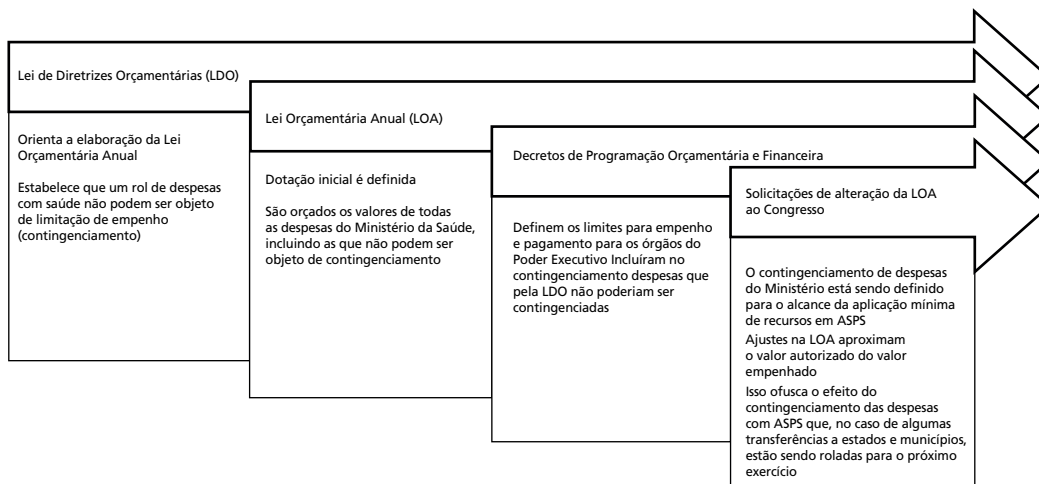 Lei de Diretrizes Orçamentárias (LDO)
Orienta a elaboração da Lei
Orçamentária Anual
Estabelece que um rol de despesas
com saúde não podem ser objeto
de limitação de empenho
(contingenciamento)
Lei Orçamentária Anual (LOA)
Dotação inicial é definida
São orçados os valores de todas
as despesas do Ministério da Saúde,
incluindo as que não podem ser
objeto de contingenciamento
Decretos de Programação Orçamentária e Financeira
Definem os limites para empenho
e pagamento para os órgãos do
Poder Executivo Incluíram no
contingenciamento despesas que
pela LDO não poderiam ser
contingenciadas
Solicitações de alteração da LOA
ao Congresso
O contingenciamento de despesas
do Ministério está sendo definido
para o alcance da aplicação mínima
de recursos em ASPS
Ajustes na LOA aproximam
o valor autorizado do valor
empenhado
Isso ofusca o efeito do
contingenciamento das despesas
com ASPS que, no caso de algumas
transferências a estados e municípios,
estão sendo roladas para o próximo
exercício